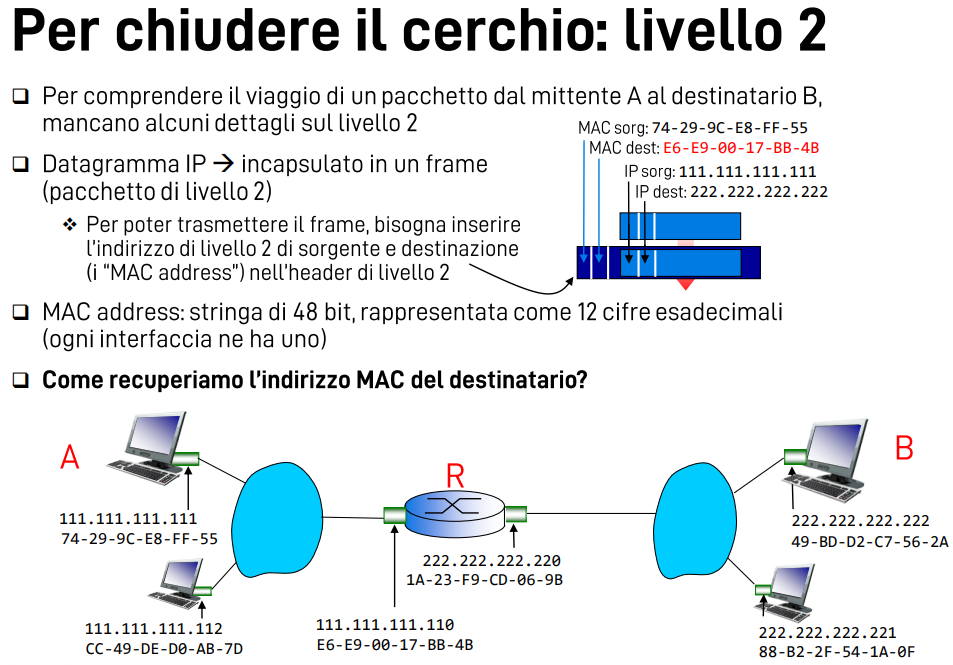 Per chiudere il cerchio: livello 2
❑ Per comprendere il viaggio di un pacchetto dal mittente A al destinatario B,
mancano alcuni dettagli sul livello 2
❑ Datagramma IP → incapsulato in un frame
(pacchetto di livello 2)
❖ Per poter trasmettere il frame, bisogna inserire
l'indirizzo di livello 2 di sorgente e destinazione
(i “MAC address”) nell'header di livello 2
MAC sorg: 74-29-9C-E8-FF-55
MAC dest: E6-E9-00-17-BB-4B
IP sorg: 111.111.111.111
IP dest: 222.222.222.222
❑ MAC address: stringa di 48 bit, rappresentata come 12 cifre esadecimali
(ogni interfaccia ne ha uno)
❑ Come recuperiamo l'indirizzo MAC del destinatario?
A
111.111.111.111
74-29-9C-E8-FF-55
111.111.111.112
CC-49-DE-D0-AB-7D
R
222.222.222.220
1A-23-F9-CD-06-9B
111.111.111.110
E6-E9-00-17-BB-4B
B
222.222.222.222
49-BD-D2-C7-56-2A
222.222.222.221
88-B2-2F-54-1A-0F